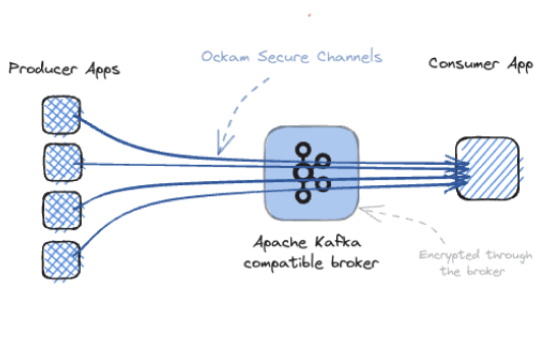 Ockam Secure Channels
Producer Apps
Consumer App
Apache Kafka
compatible broker
Encrypted through
the broker